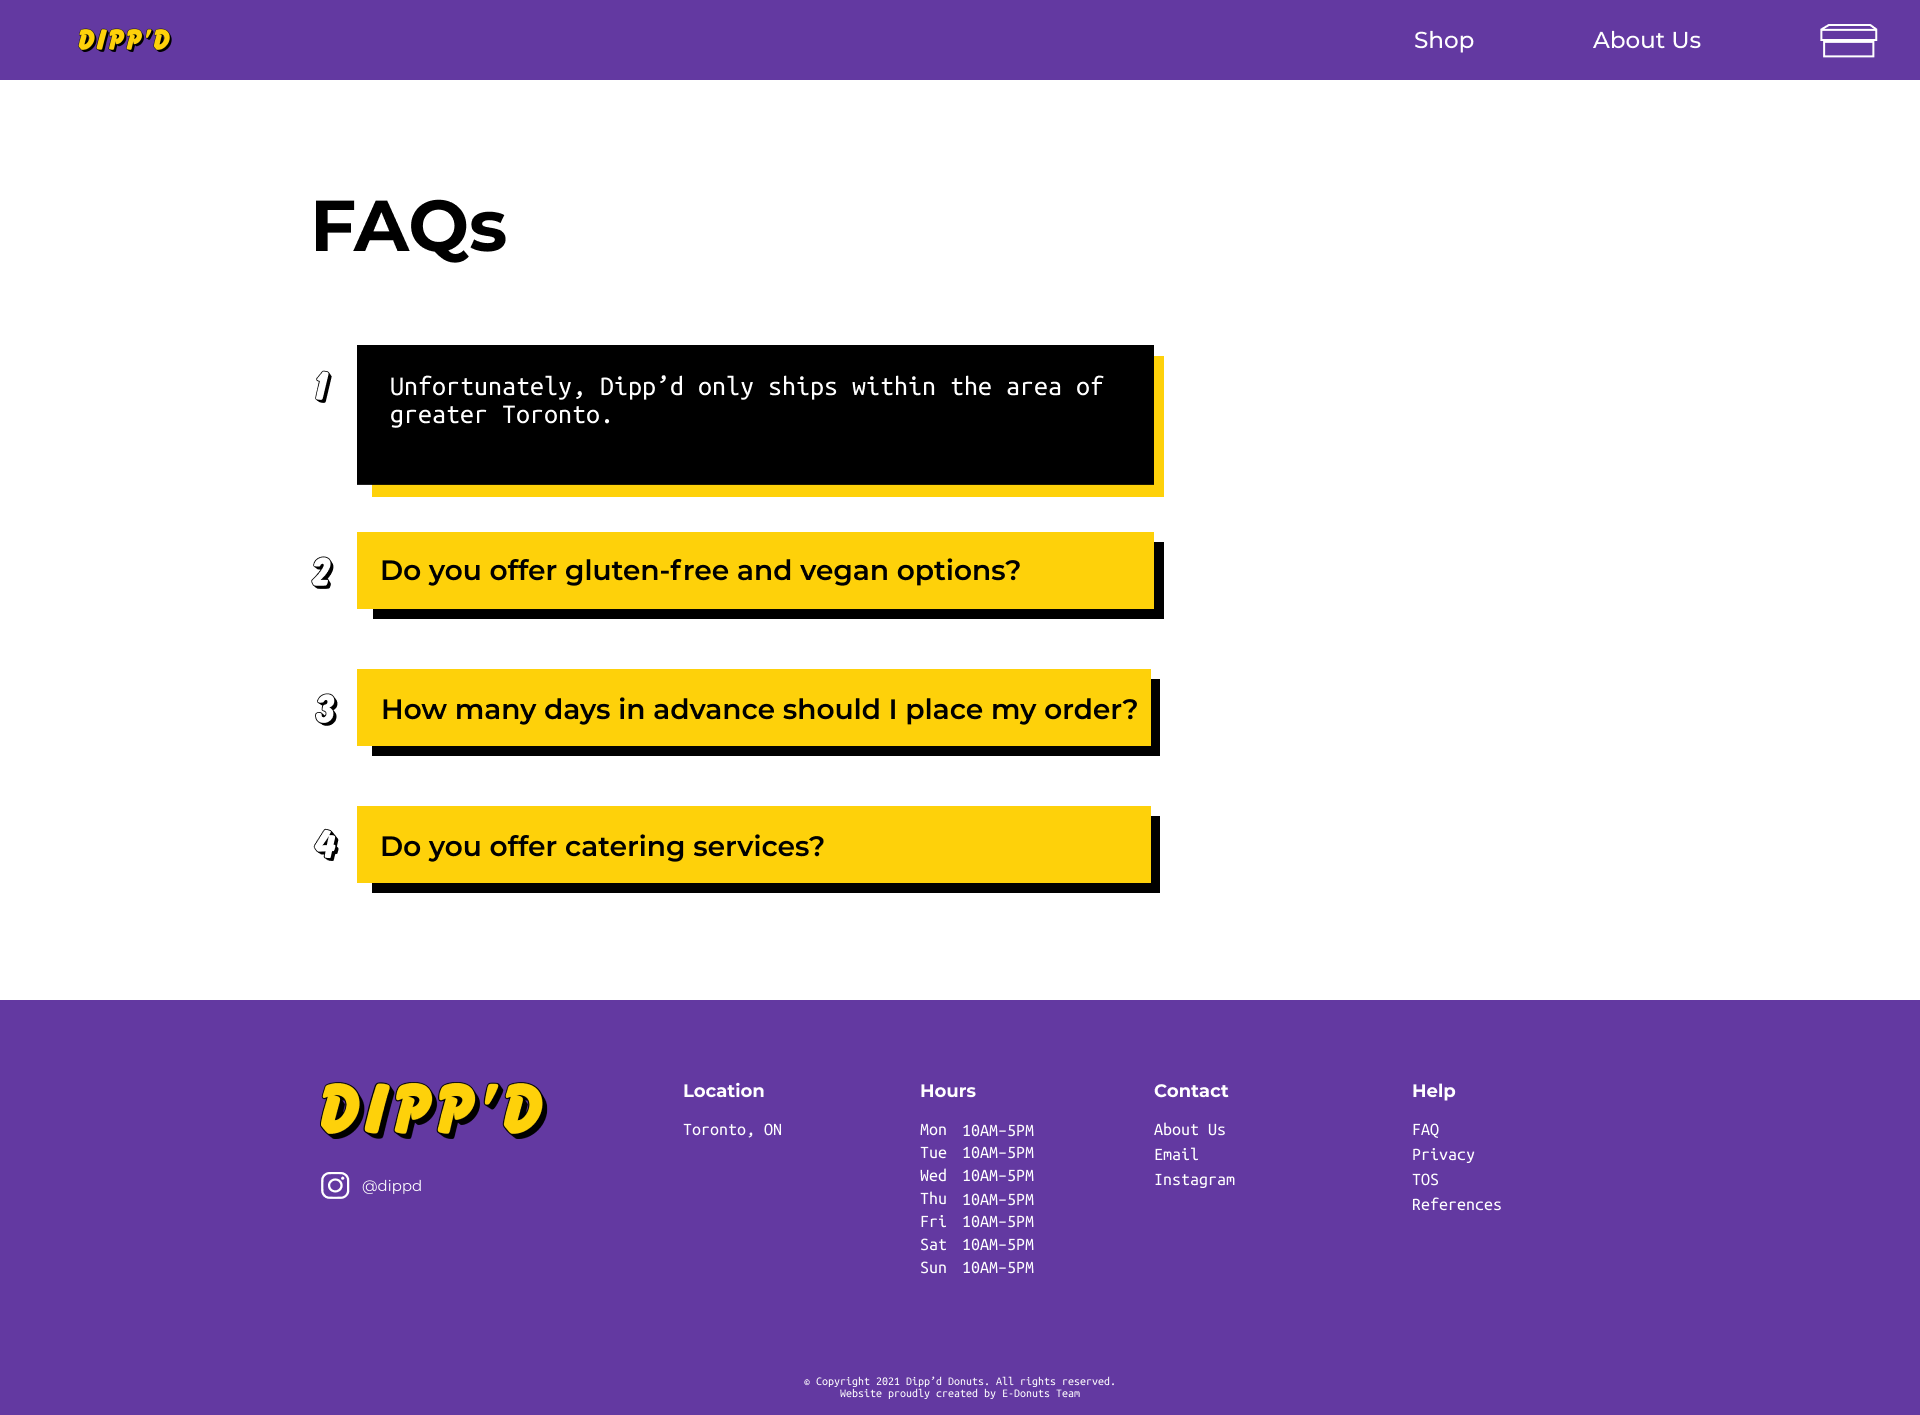 DIPP'D
Shop
About Us
FAQs
1
Unfortunately, Dipp’d only ships within the area of
greater Toronto.
2
Do you offer gluten-free and vegan options?
3
How many days in advance should I place my order?
4
Do you offer catering services?
DIPP'D
@dippd
Location
Toronto, ON
Hours
Mon 10AM–5PM
Tue 10AM–5PM
Wed 10AM–5PM
Thu 10AM–5PM
Fri 10AM–5PM
Sat 10AM–5PM
Sun 10AM–5PM
Contact
About Us
Email
Instagram
Help
FAQ
Privacy
TOS
References
© Copyright 2021 Dipp’d Donuts. All rights reserved.
Website proudly created by E-Donuts Team